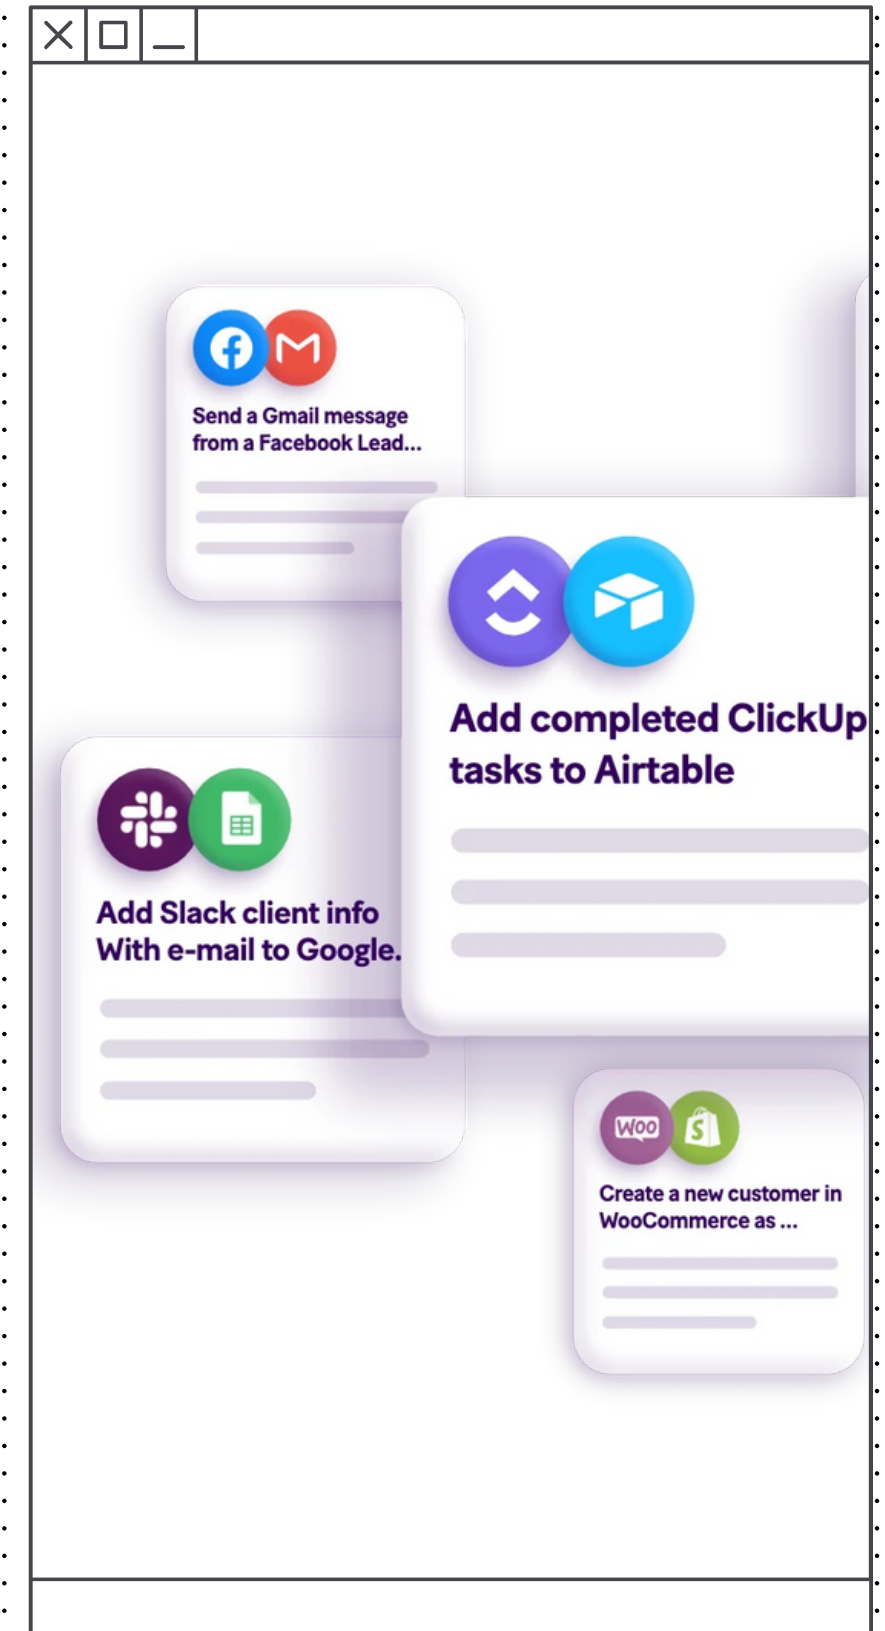 Send a Gmail message
from a Facebook Lead...
Add completed ClickUp
tasks to Airtable
Add Slack client info
With e-mail to Google.
Woo
Create a new customer in
WooCommerce as ...